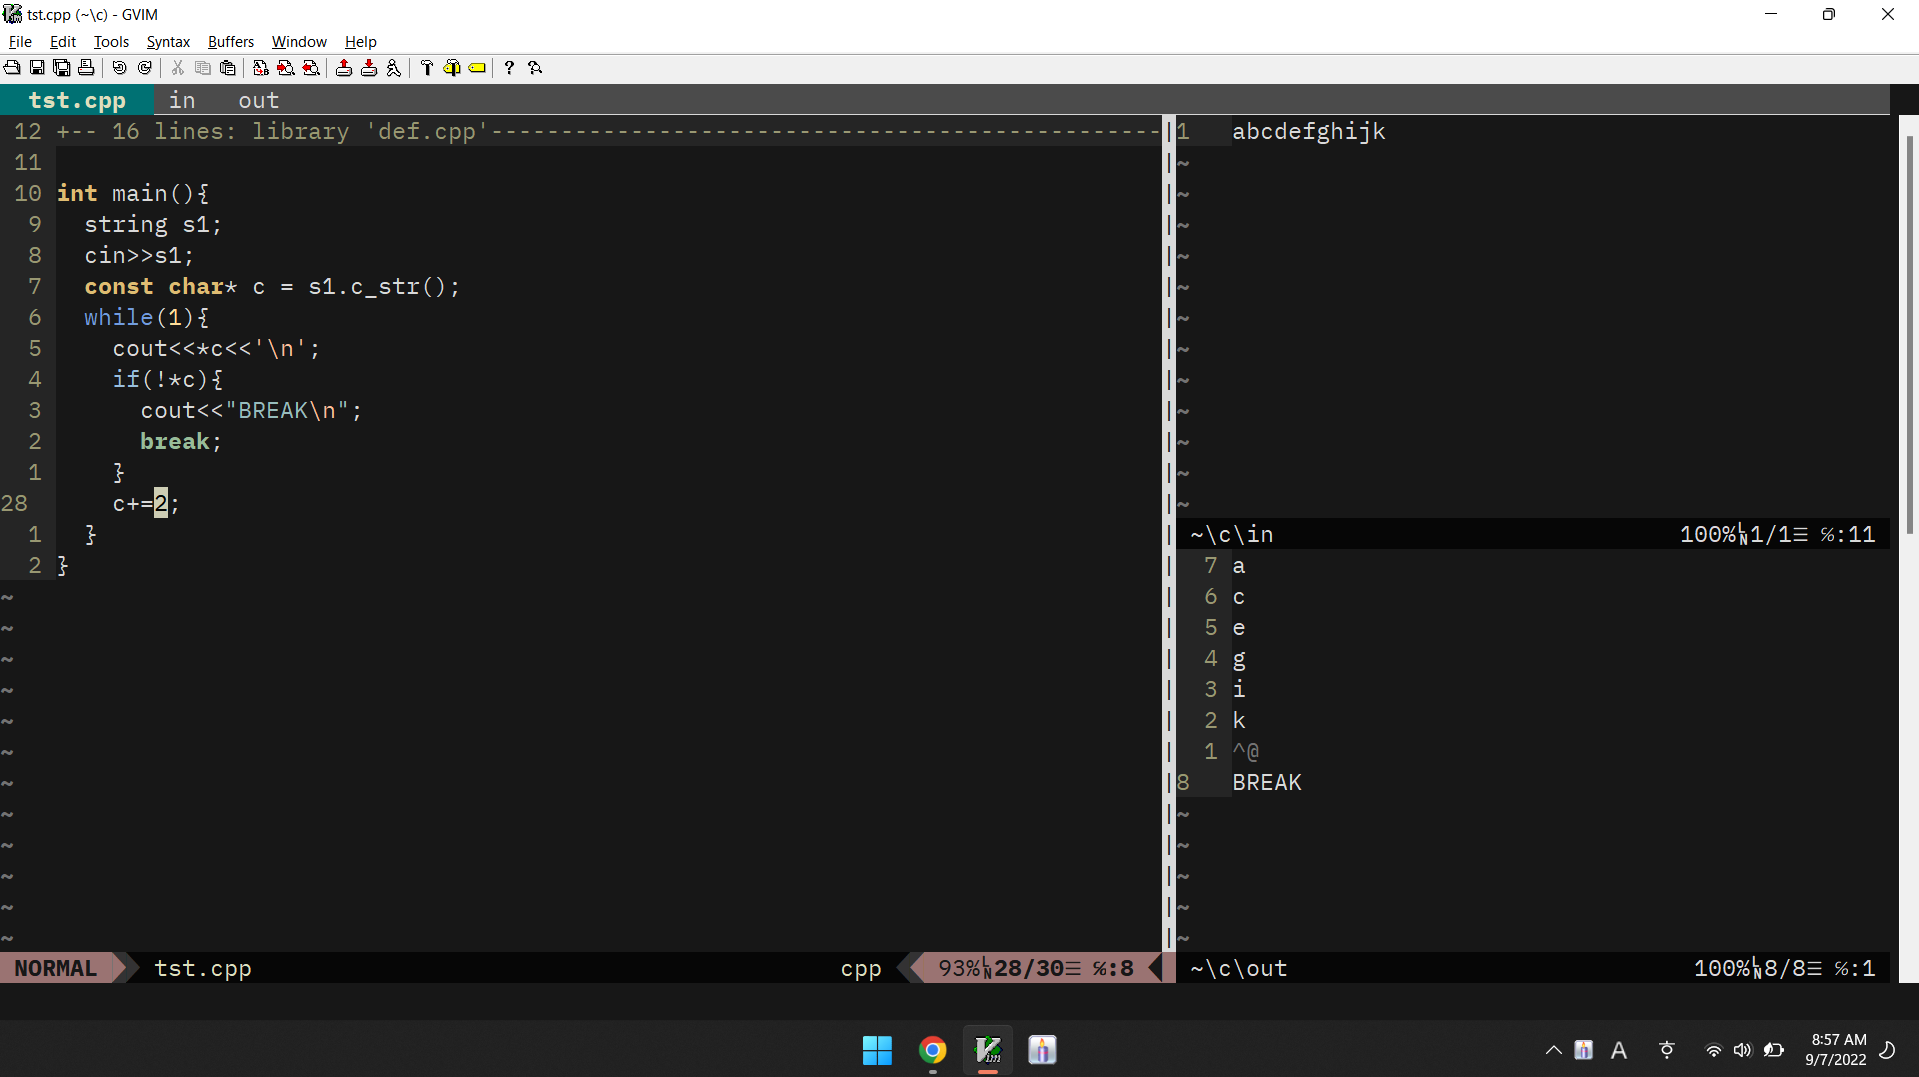 tst.cpp (~\c) - GVIM
File Edit Tools Syntax Buffers Window Help
tst.cpp in out
12 +-- 16 lines: library 'def.cpp'------------------------------------------------
11
10 int main(){
9 string s1;
8 cin>>s1;
7 const char* c = s1.c_str();
6 while(1){
5 cout<<*c<<'\n';
4 if(!*c){
3 cout<<"BREAK\n";
2 break;
1 }
28 c+=2;
1 }
2 }
~
~
~
~
~
~
~
~
~
~
~
~
NORMAL tst.cpp cpp 93%␤28/30☰ ℅:8
1 abcdefghijk
~
~
~
~
~
~
~
~
~
~
~
~
~\c\in 100%␤1/1☰ ℅:11
7 a
6 c
5 e
4 g
3 i
2 k
1 ^@
8 BREAK
~
~
~
~
~
~\c\out 100%␤8/8☰ ℅:1
A
8:57 AM
9/7/2022